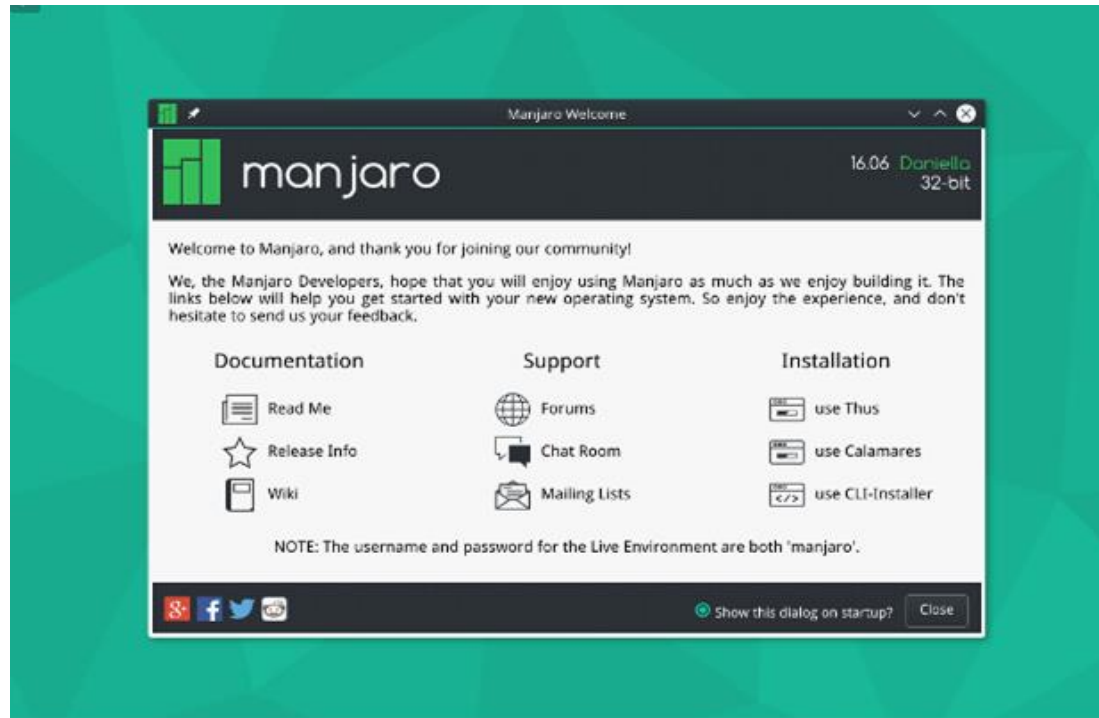 Manjaro Welcome
manjaro
16.06 Daniella
32-bit
Welcome to Manjaro, and thank you for joining our community!
We, the Manjaro Developers, hope that you will enjoy using Manjaro as much as we enjoy building it. The
links below will help you get started with your new operating system. So enjoy the experience, and don't
hesitate to send us your feedback.
Documentation
Support
Installation
Read Me
Forums
use Thus
Release Info
Chat Room
use Calamares
Wiki
Mailing Lists
use CLI-Installer
NOTE: The username and password for the Live Environment are both 'manjaro'.
Show this dialog on startup?
Close